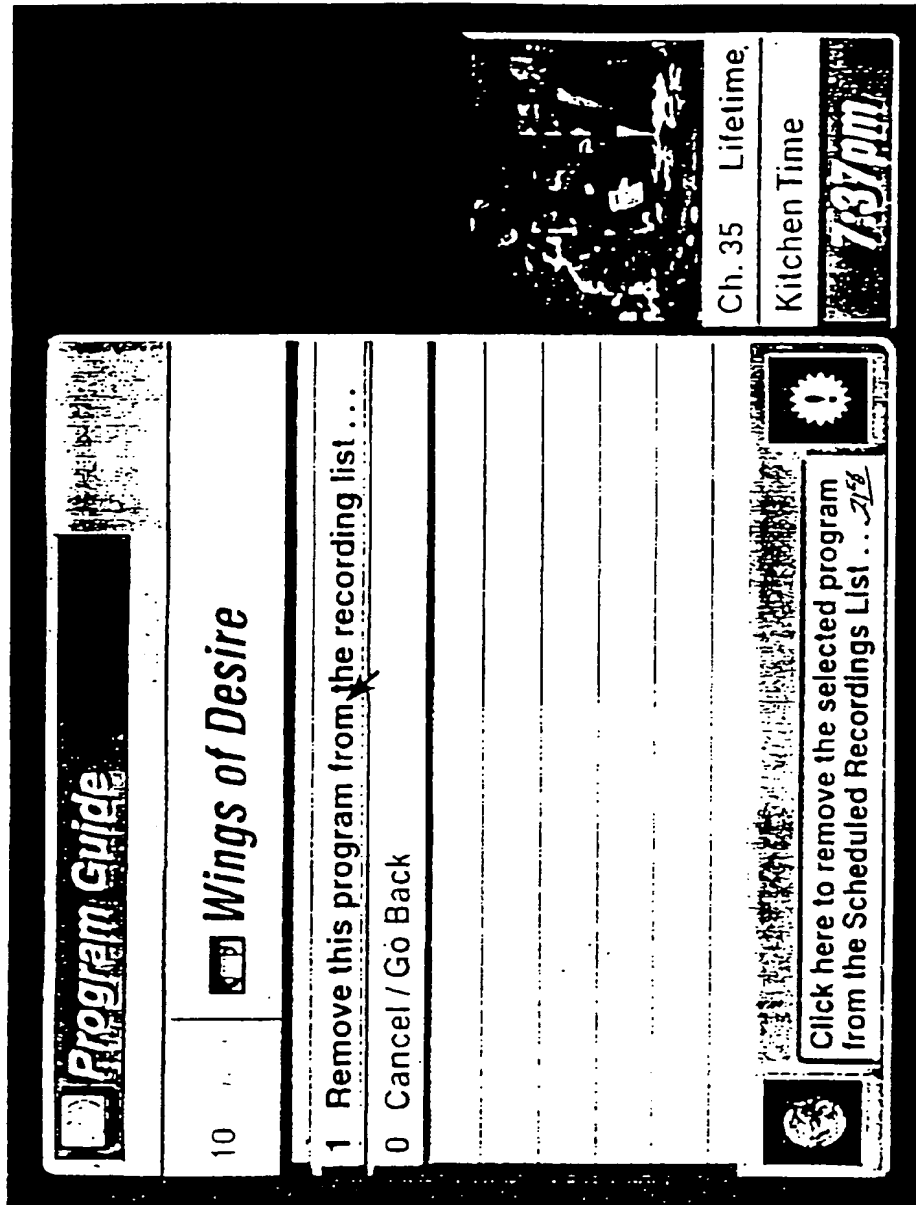 Program Guide
10
Wings of Desire
1 Remove this program from the recording list...
0 Cancel / Go Back
!
Click here to remove the selected program
from the Scheduled Recordings List...
Ch. 35 Lifetime
Kitchen Time
7:37pm